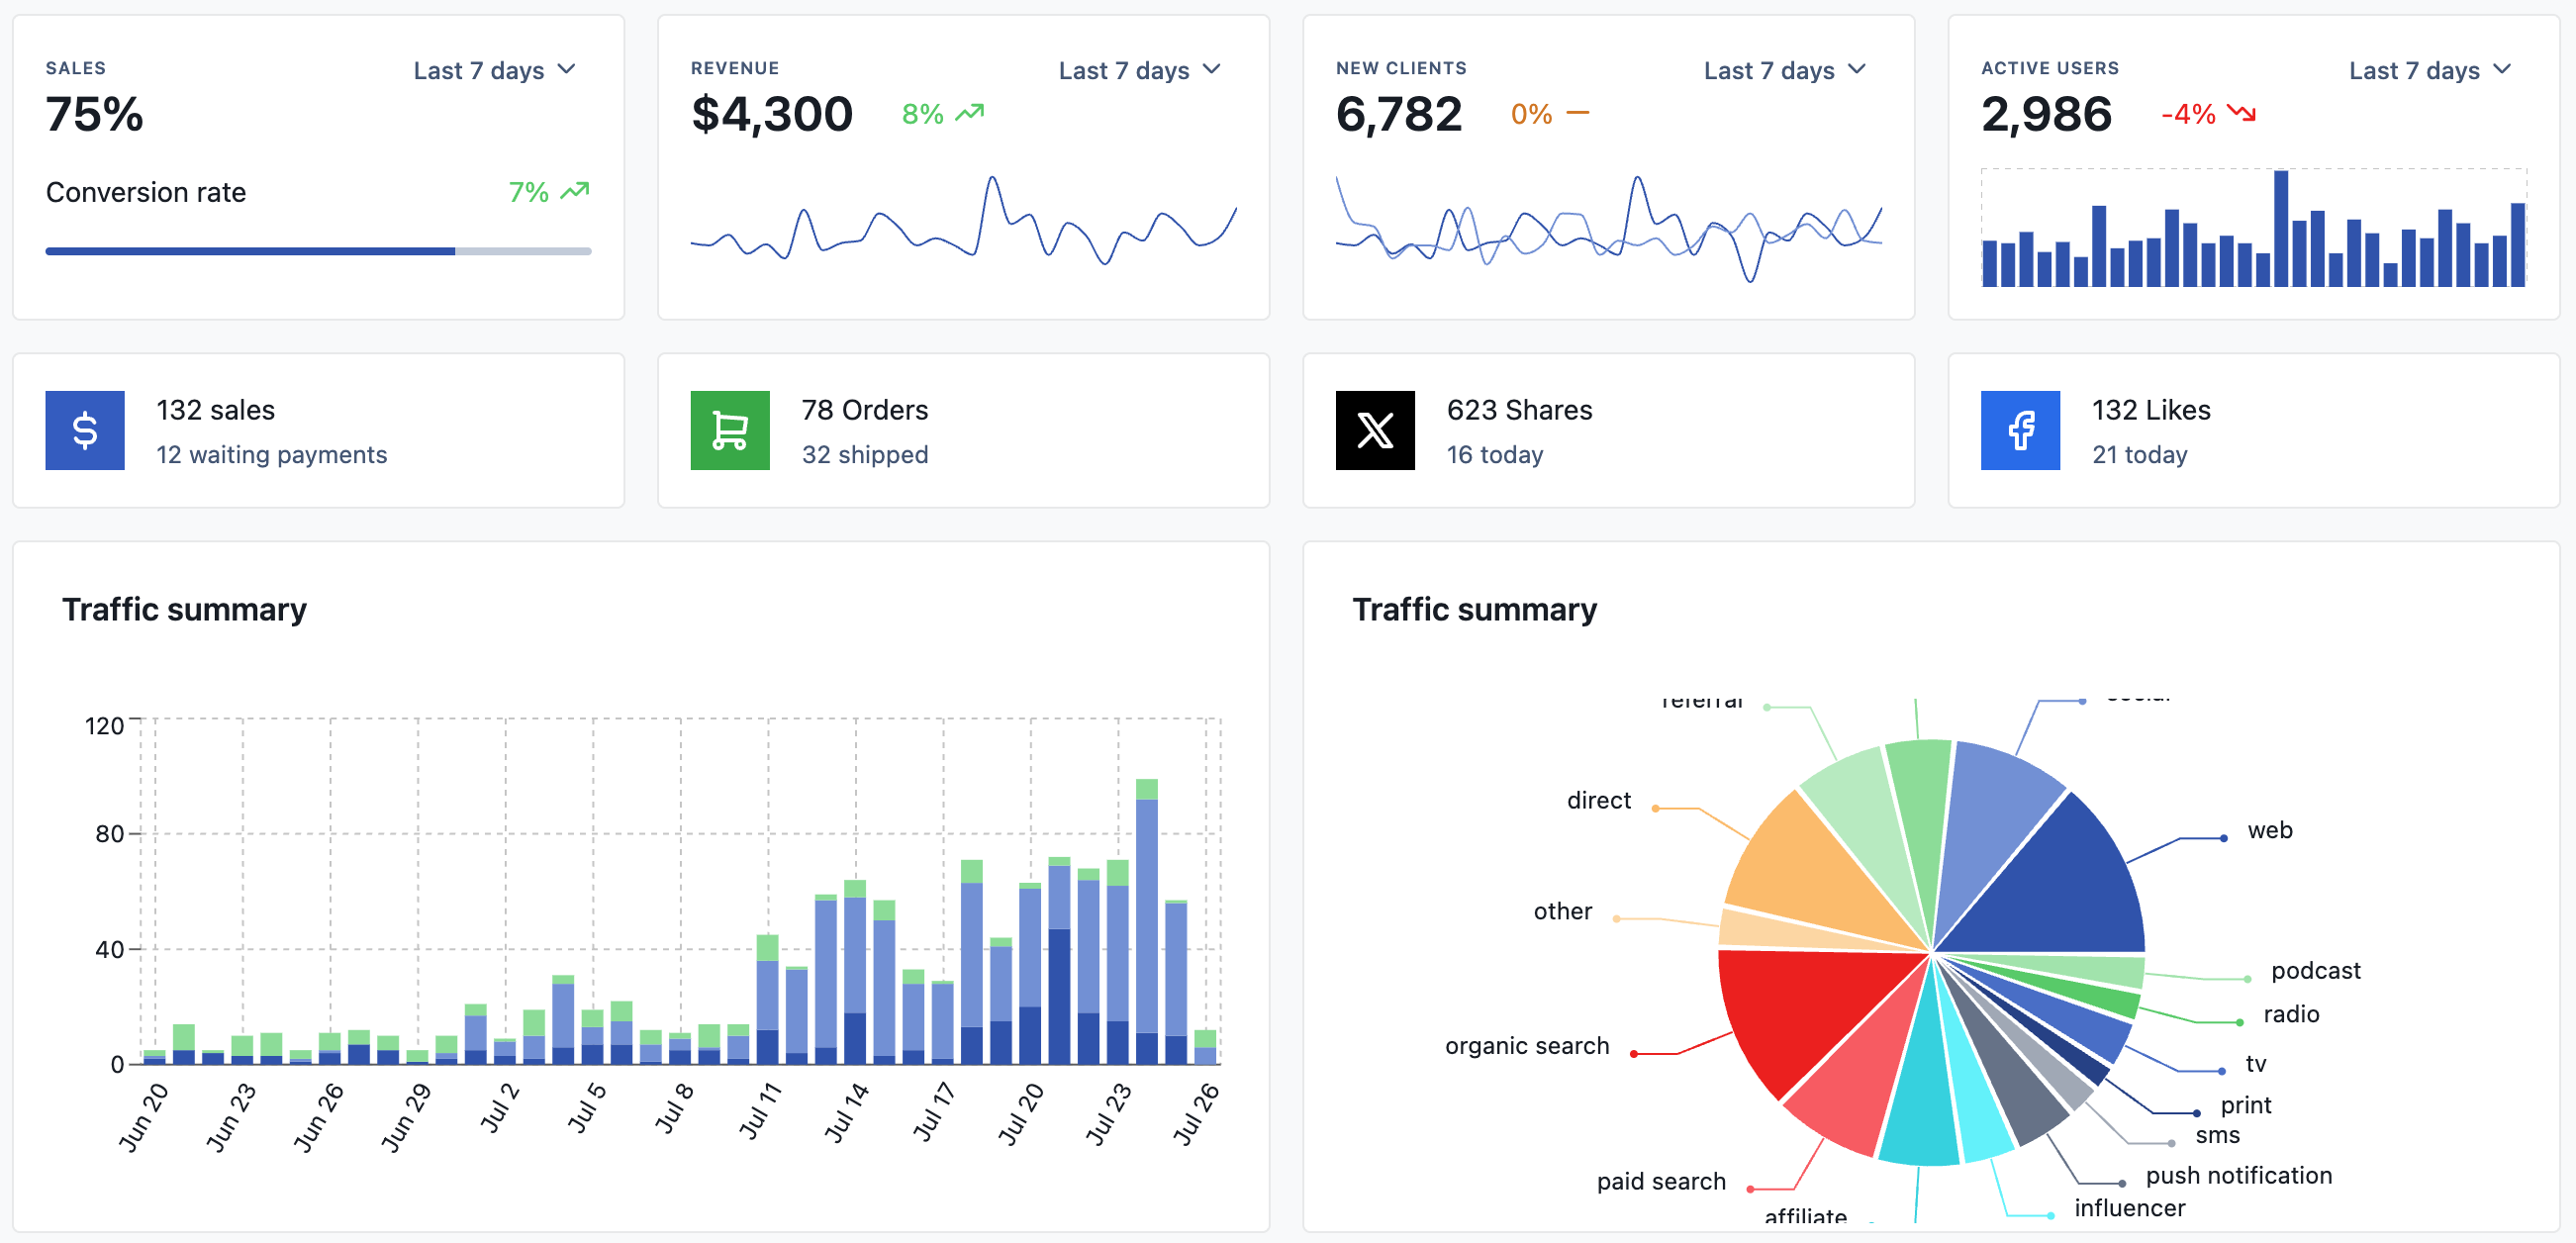 SALES
Last 7 days
75%
Conversion rate
7%
REVENUE
Last 7 days
$4,300
8%
NEW CLIENTS
Last 7 days
6,782
0%
ACTIVE USERS
Last 7 days
2,986
-4%
132 sales
12 waiting payments
78 Orders
32 shipped
623 Shares
16 today
132 Likes
21 today
Traffic summary
120
80
40
0
Jun 20
Jun 23
Jun 26
Jun 29
Jul 2
Jul 5
Jul 8
Jul 11
Jul 14
Jul 17
Jul 20
Jul 23
Jul 26
Traffic summary
referral
social
direct
web
other
podcast
radio
organic search
tv
print
sms
paid search
push notification
influencer
affiliate